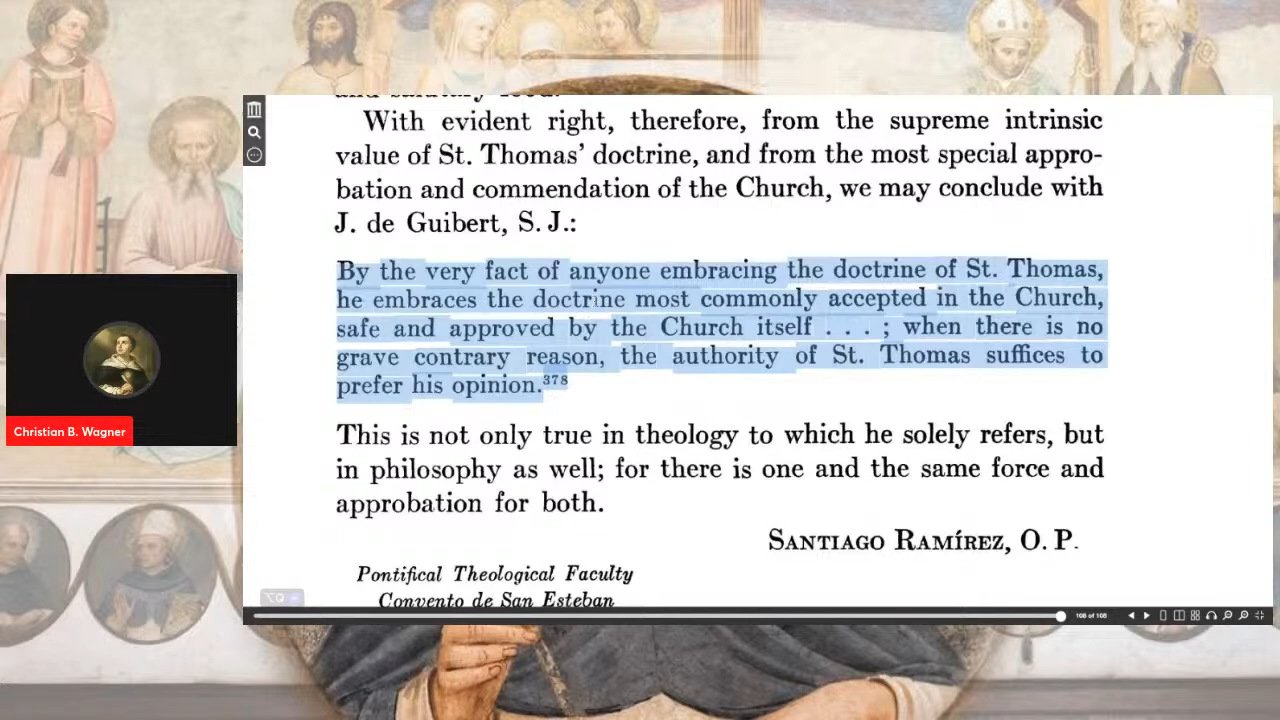 With evident right, therefore, from the supreme intrinsic
value of St. Thomas' doctrine, and from the most special appro-
bation and commendation of the Church, we may conclude with
J. de Guibert, S. J.:
By the very fact of anyone embracing the doctrine of St. Thomas,
he embraces the doctrine most commonly accepted in the Church,
safe and approved by the Church itself . . . ; when there is no
grave contrary reason, the authority of St. Thomas suffices to
prefer his opinion.³⁷⁸
This is not only true in theology to which he solely refers, but
in philosophy as well; for there is one and the same force and
approbation for both.
SANTIAGO RAMÍREZ, O. P.
Pontifical Theological Faculty
Convento de San Esteban
Christian B. Wagner
108 of 108